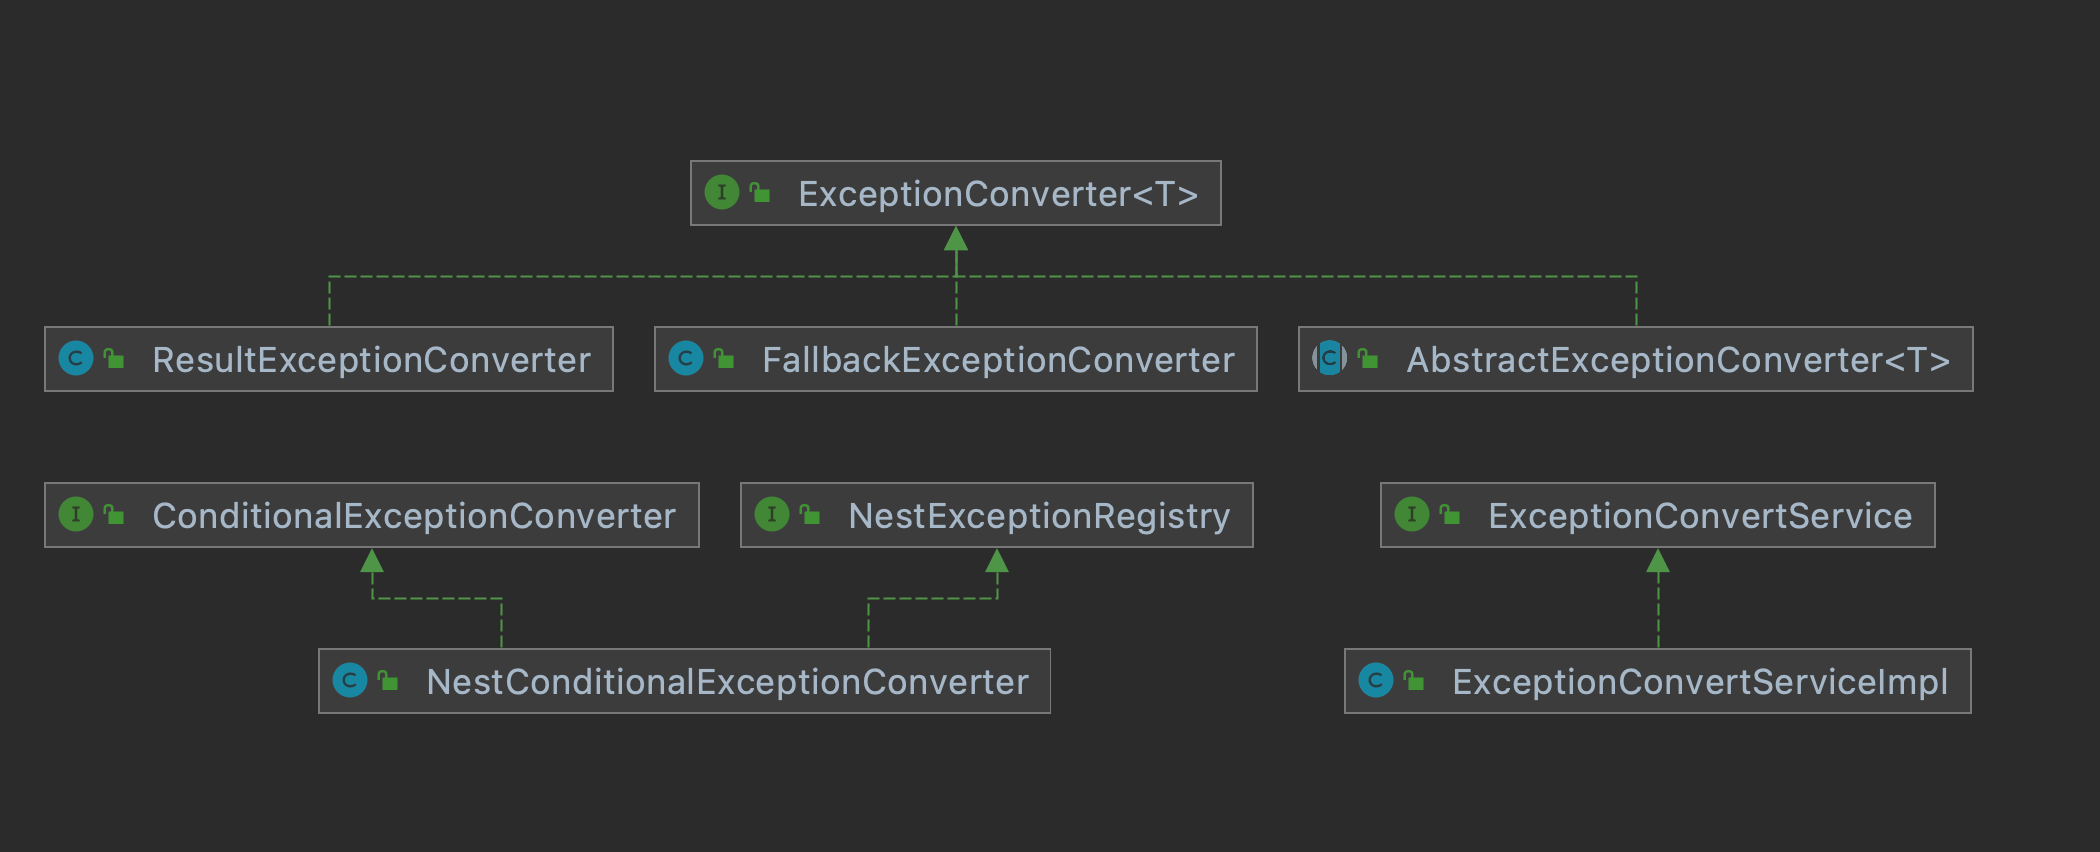 I ExceptionConverter<T>
C ResultExceptionConverter
C FallbackExceptionConverter
C AbstractExceptionConverter<T>
I ConditionalExceptionConverter
I NestExceptionRegistry
I ExceptionConvertService
C NestConditionalExceptionConverter
C ExceptionConvertServiceImpl